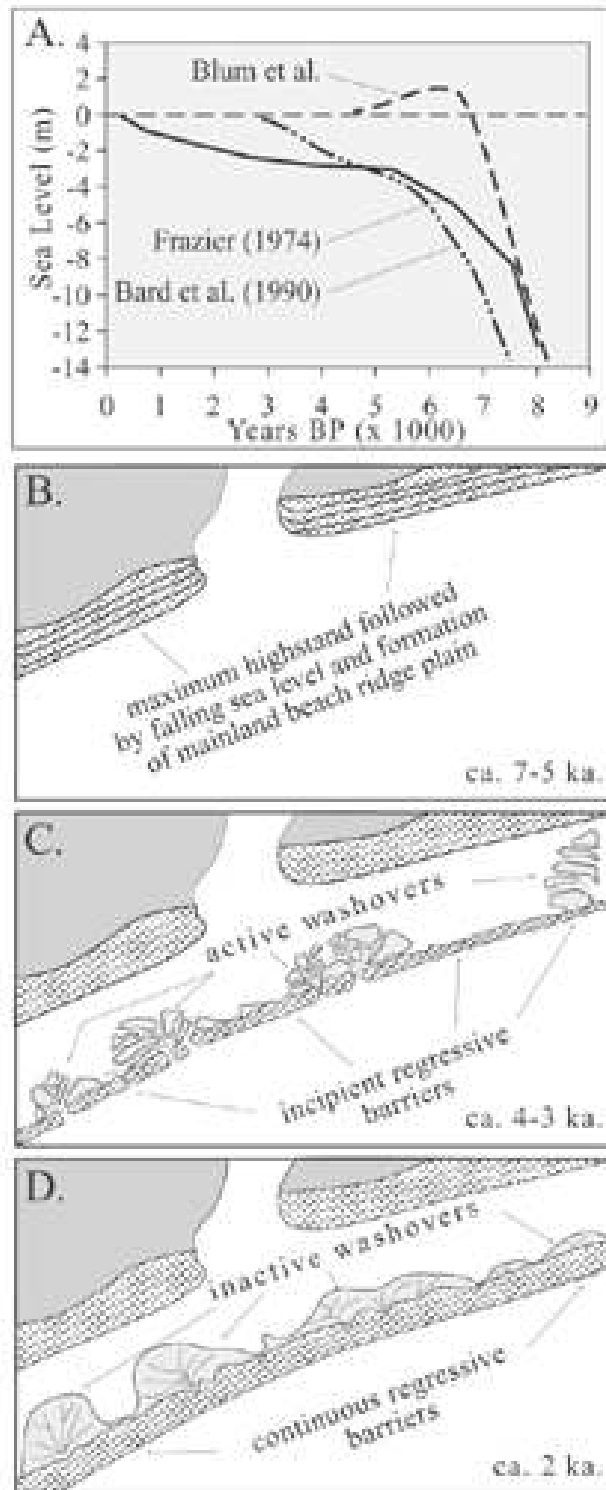 A.
4
2
0
-2
-4
-6
-8
-10
-12
-14
Sea Level (m)
Blum et al.
Frazier (1974)
Bard et al. (1990)
0 1 2 3 4 5 6 7 8 9
Years BP (x 1000)
B.
maximum highstand followed
by falling sea level and formation
of mainland beach ridge plain
ca. 7-5 ka.
C.
active washovers
incipient regressive
barriers
ca. 4-3 ka.
D.
inactive washovers
continuous regressive
barriers
ca. 2 ka.